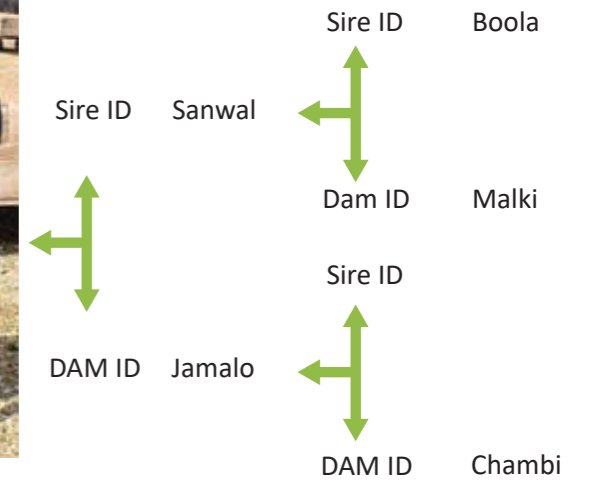 Sire ID Boola
Sire ID Sanwal
Dam ID Malki
Sire ID
DAM ID Jamalo
DAM ID Chambi